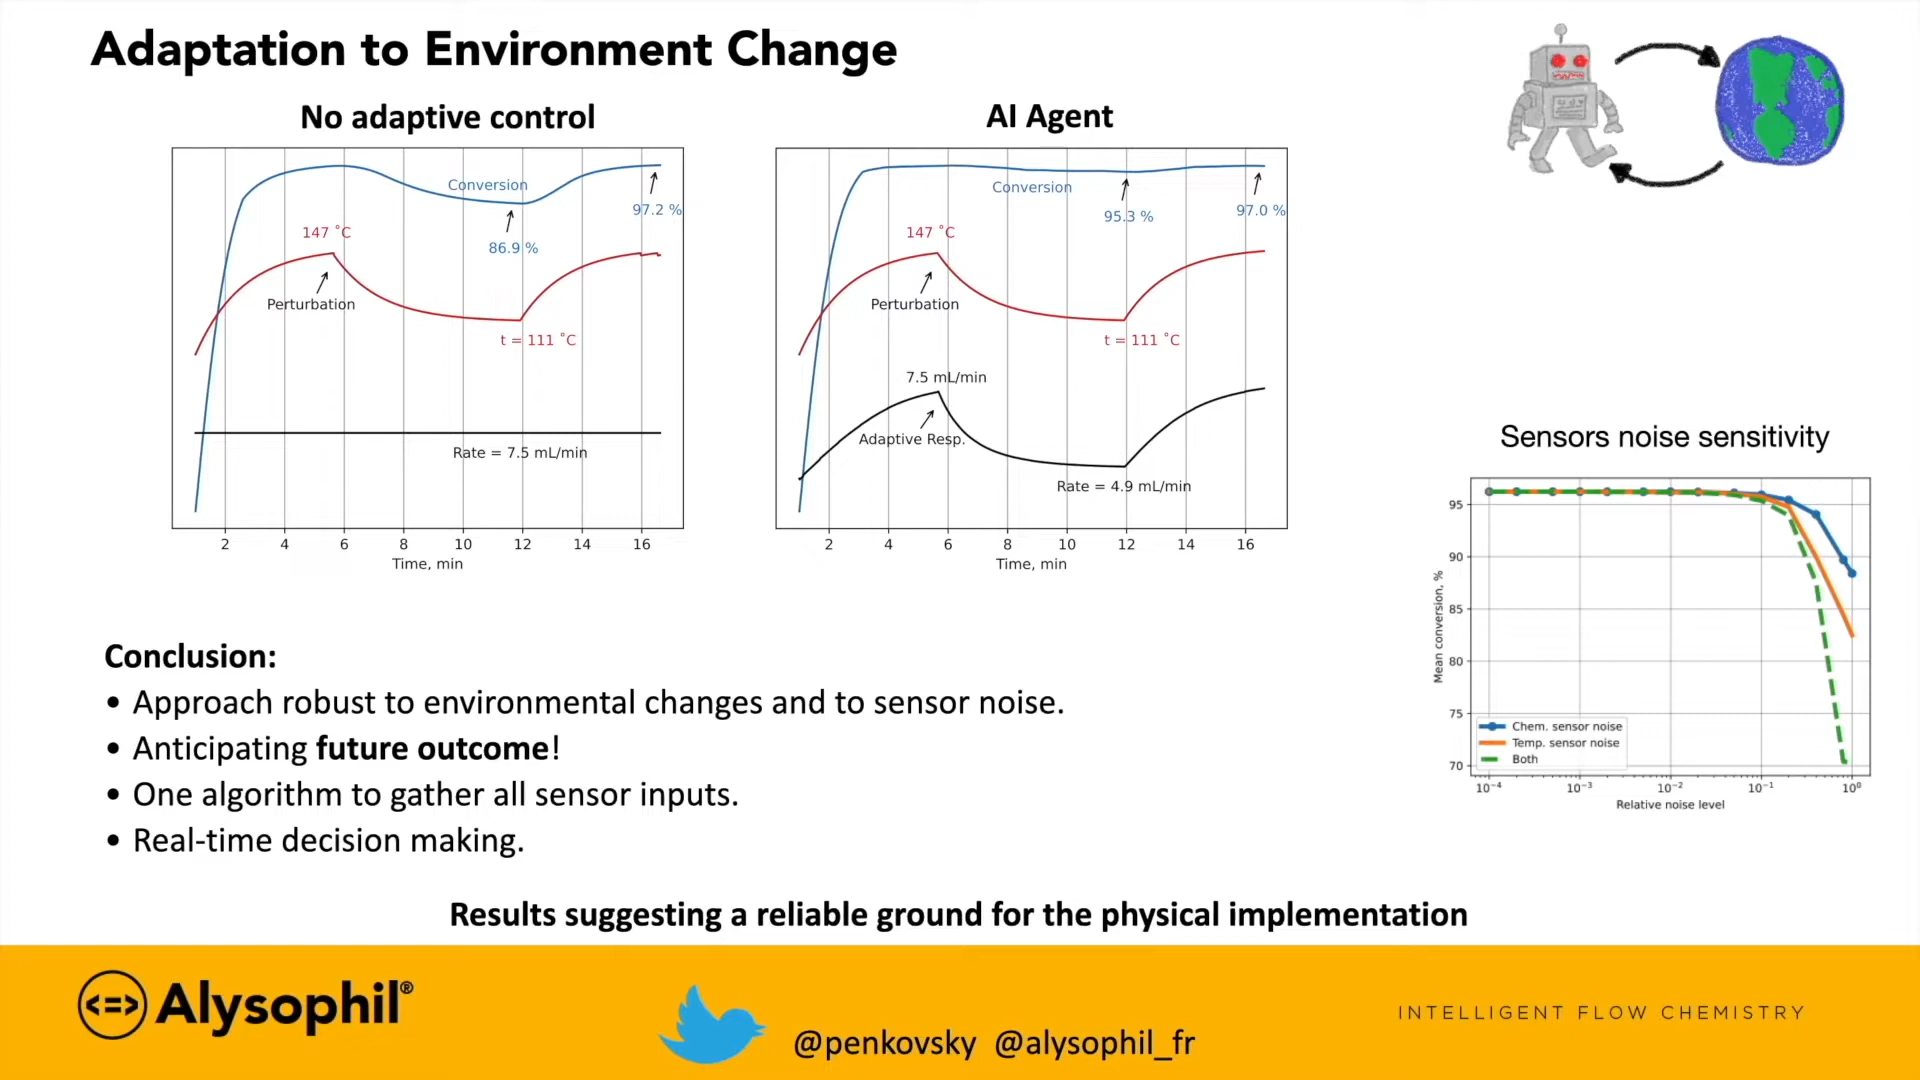 Adaptation to Environment Change
No adaptive control
Conversion
97.2 %
147 ˚C
86.9 %
Perturbation
t = 111 ˚C
Rate = 7.5 mL/min
2 4 6 8 10 12 14 16
Time, min
AI Agent
Conversion
95.3 %
97.0 %
147 ˚C
Perturbation
t = 111 ˚C
7.5 mL/min
Adaptive Resp.
Rate = 4.9 mL/min
2 4 6 8 10 12 14 16
Time, min
Sensors noise sensitivity
95
90
85
80
75
70
Mean conversion, %
Chem. sensor noise
Temp. sensor noise
Both
10⁻⁴ 10⁻³ 10⁻² 10⁻¹ 10⁰
Relative noise level
Conclusion:
• Approach robust to environmental changes and to sensor noise.
• Anticipating future outcome!
• One algorithm to gather all sensor inputs.
• Real-time decision making.
Results suggesting a reliable ground for the physical implementation
<=> Alysophil®
@penkovsky @alysophil_fr
INTELLIGENT FLOW CHEMISTRY